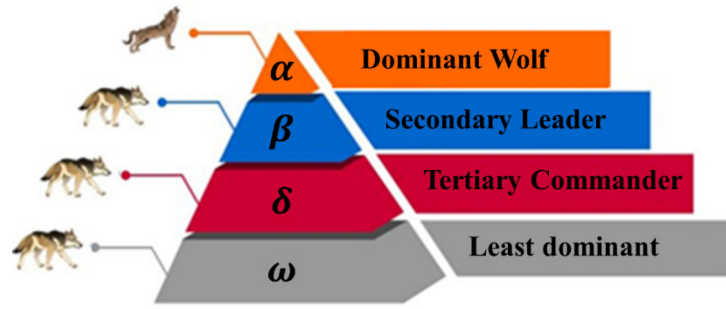 α Dominant Wolf
β Secondary Leader
δ Tertiary Commander
ω Least dominant